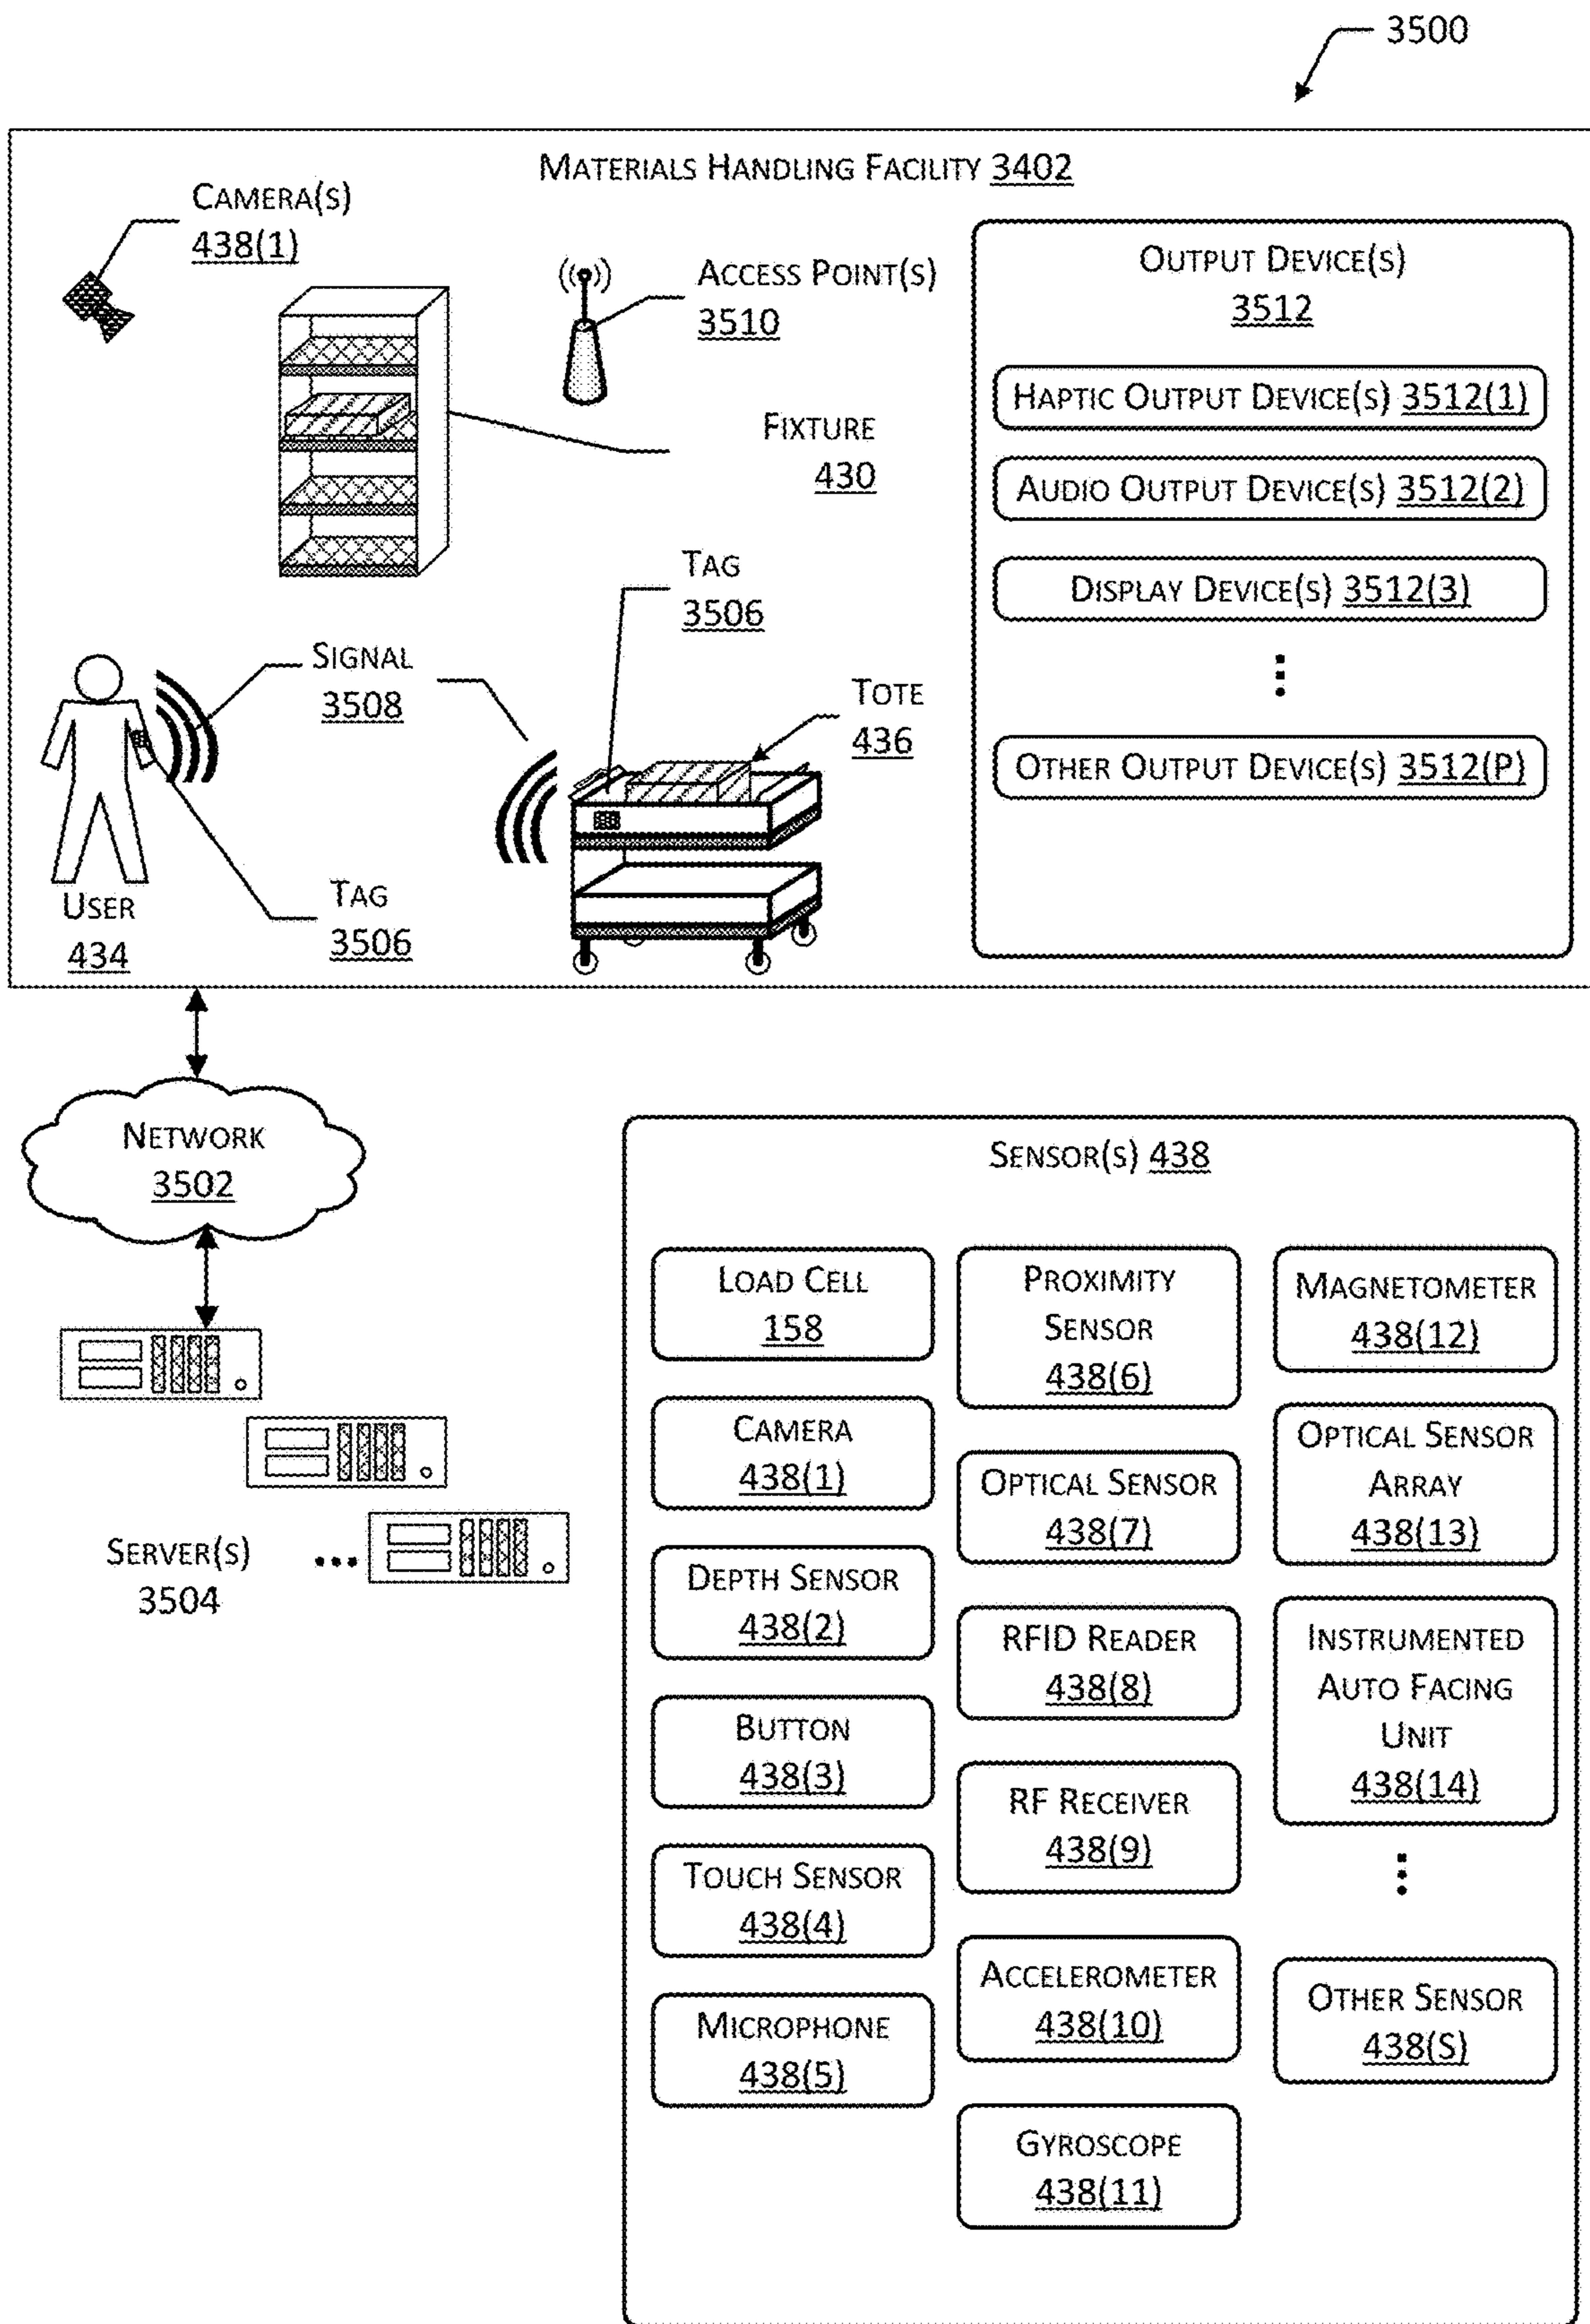 3500
MATERIALS HANDLING FACILITY 3402
CAMERA(S)
438(1)
ACCESS POINT(S)
3510
FIXTURE
430
TAG
3506
SIGNAL
3508
TOTE
436
USER
434
TAG
3506
OUTPUT DEVICE(S)
3512
HAPTIC OUTPUT DEVICE(S) 3512(1)
AUDIO OUTPUT DEVICE(S) 3512(2)
DISPLAY DEVICE(S) 3512(3)
OTHER OUTPUT DEVICE(S) 3512(P)
NETWORK
3502
SERVER(S)
3504
SENSOR(S) 438
LOAD CELL
158
CAMERA
438(1)
DEPTH SENSOR
438(2)
BUTTON
438(3)
TOUCH SENSOR
438(4)
MICROPHONE
438(5)
PROXIMITY
SENSOR
438(6)
OPTICAL SENSOR
438(7)
RFID READER
438(8)
RF RECEIVER
438(9)
ACCELEROMETER
438(10)
GYROSCOPE
438(11)
MAGNETOMETER
438(12)
OPTICAL SENSOR
ARRAY
438(13)
INSTRUMENTED
AUTO FACING
UNIT
438(14)
OTHER SENSOR
438(S)